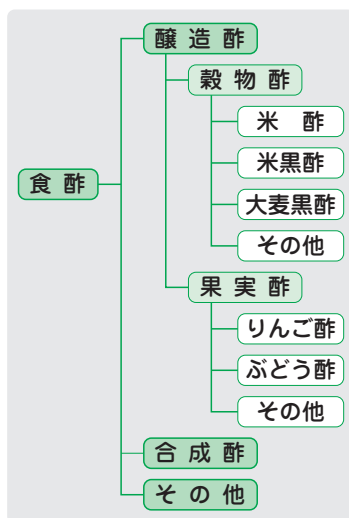 醸造酢
穀物酢
米 酢
米黒酢
食酢
大麦黒酢
その他
果実酢
りんご酢
ぶどう酢
その他
合成酢
その他